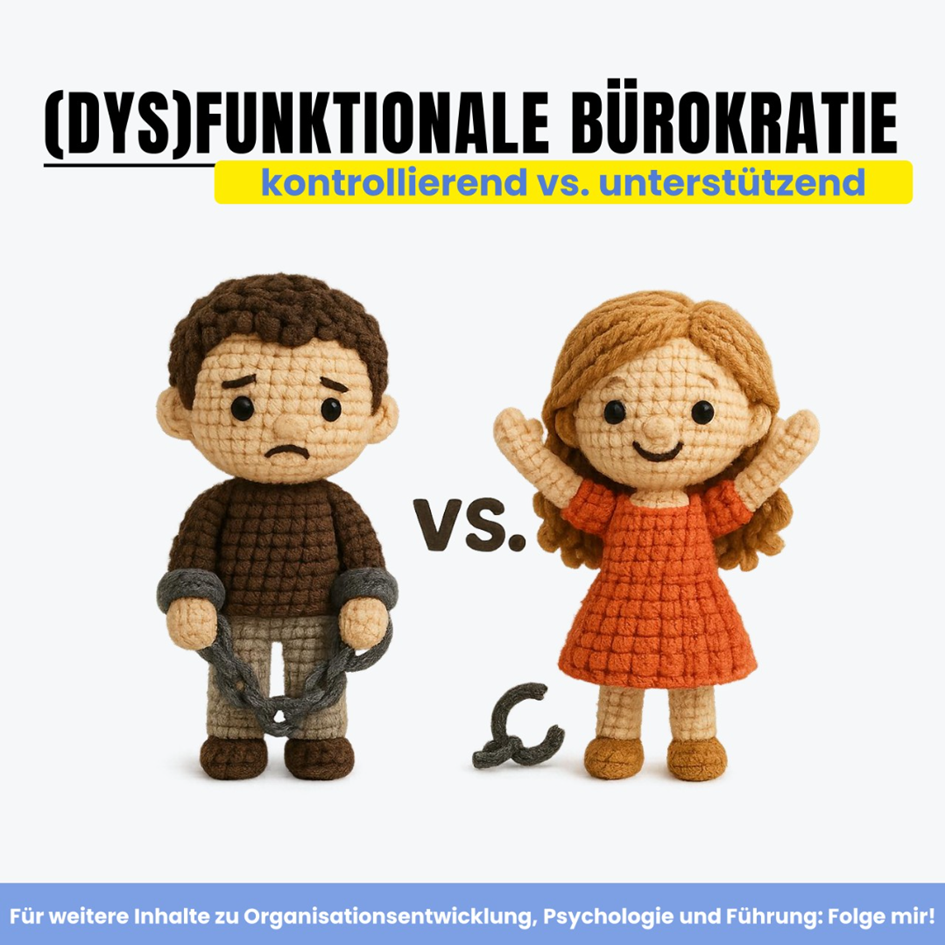 (DYS)FUNKTIONALE BÜROKRATIE
kontrollierend vs. unterstützend
VS.
Für weitere Inhalte zu Organisationsentwicklung, Psychologie und Führung: Folge mir!